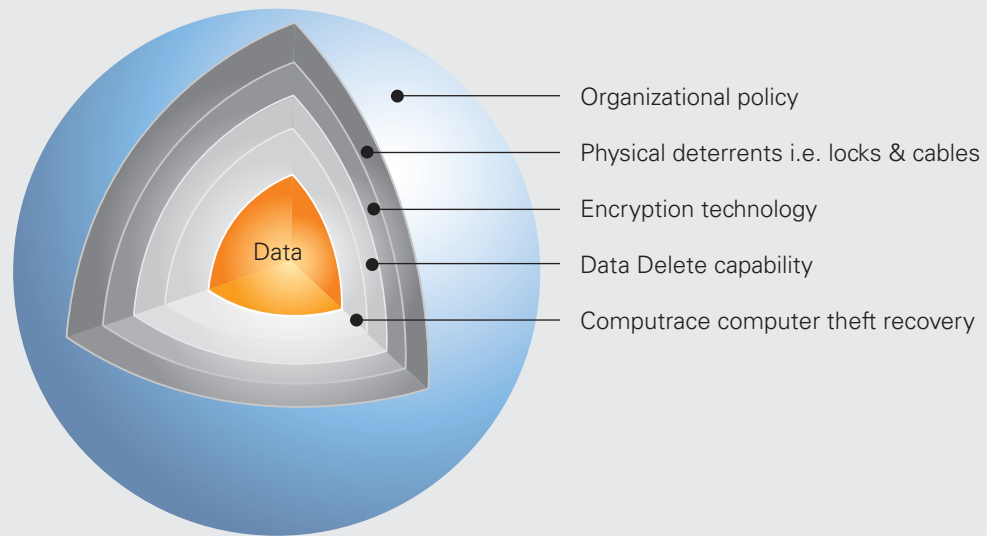 Organizational policy
Physical deterrents i.e. locks & cables
Encryption technology
Data
Data Delete capability
Computrace computer theft recovery